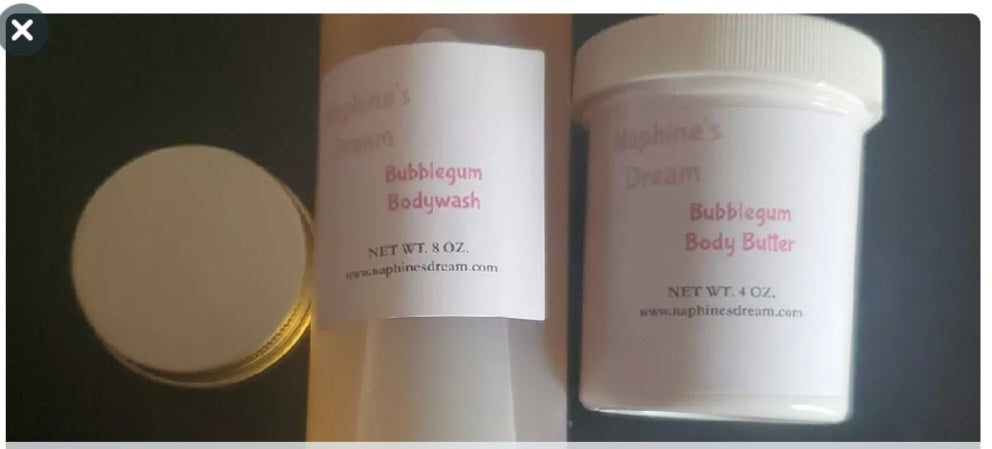 Naphine's
Dream
Bubblegum
Bodywash
NET WT. 8 OZ.
www.naphinesdream.com
Naphine's
Dream
Bubblegum
Body Butter
NET WT. 4 OZ.
www.naphinesdream.com